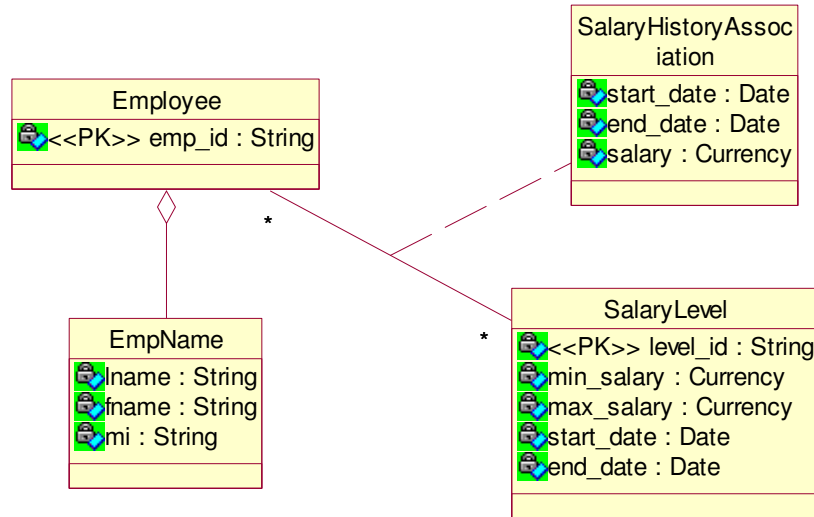 SalaryHistoryAssoc
iation
start_date : Date
end_date : Date
salary : Currency
Employee
<<PK>> emp_id : String
*
*
EmpName
lname : String
fname : String
mi : String
SalaryLevel
<<PK>> level_id : String
min_salary : Currency
max_salary : Currency
start_date : Date
end_date : Date